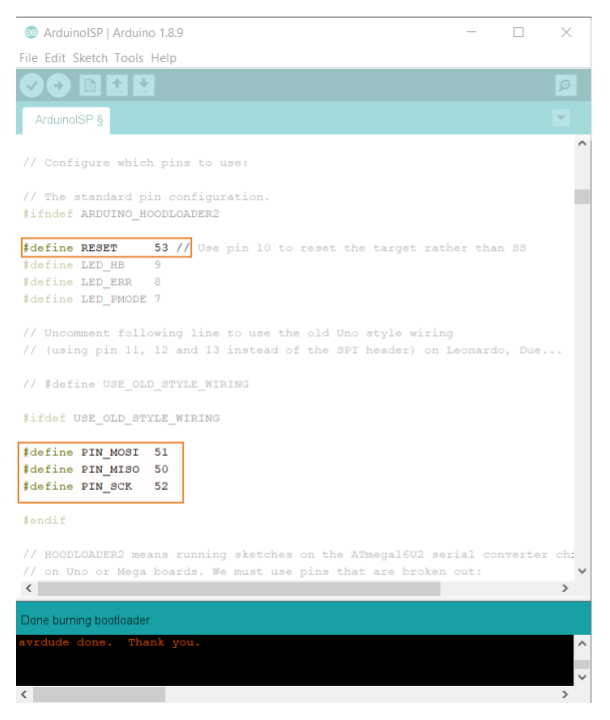 ArduinoISP | Arduino 1.8.9
File Edit Sketch Tools Help
ArduinoISP §
// Configure which pins to use:
// The standard pin configuration.
#ifndef ARDUINO_HOODLOADER2
#define RESET 53 // Use pin 10 to reset the target rather than SS
#define LED_HB 9
#define LED_ERR 8
#define LED_PMODE 7
// Uncomment following line to use the old Uno style wiring
// (using pin 11, 12 and 13 instead of the SPI header) on Leonardo, Due...
// #define USE_OLD_STYLE_WIRING
#ifdef USE_OLD_STYLE_WIRING
#define PIN_MOSI 51
#define PIN_MISO 50
#define PIN_SCK 52
#endif
// HOODLOADER2 means running sketches on the ATmega16U2 serial converter
// on Uno or Mega boards. We must use pins that are broken out:
Done burning bootloader.
avrdude done. Thank you.